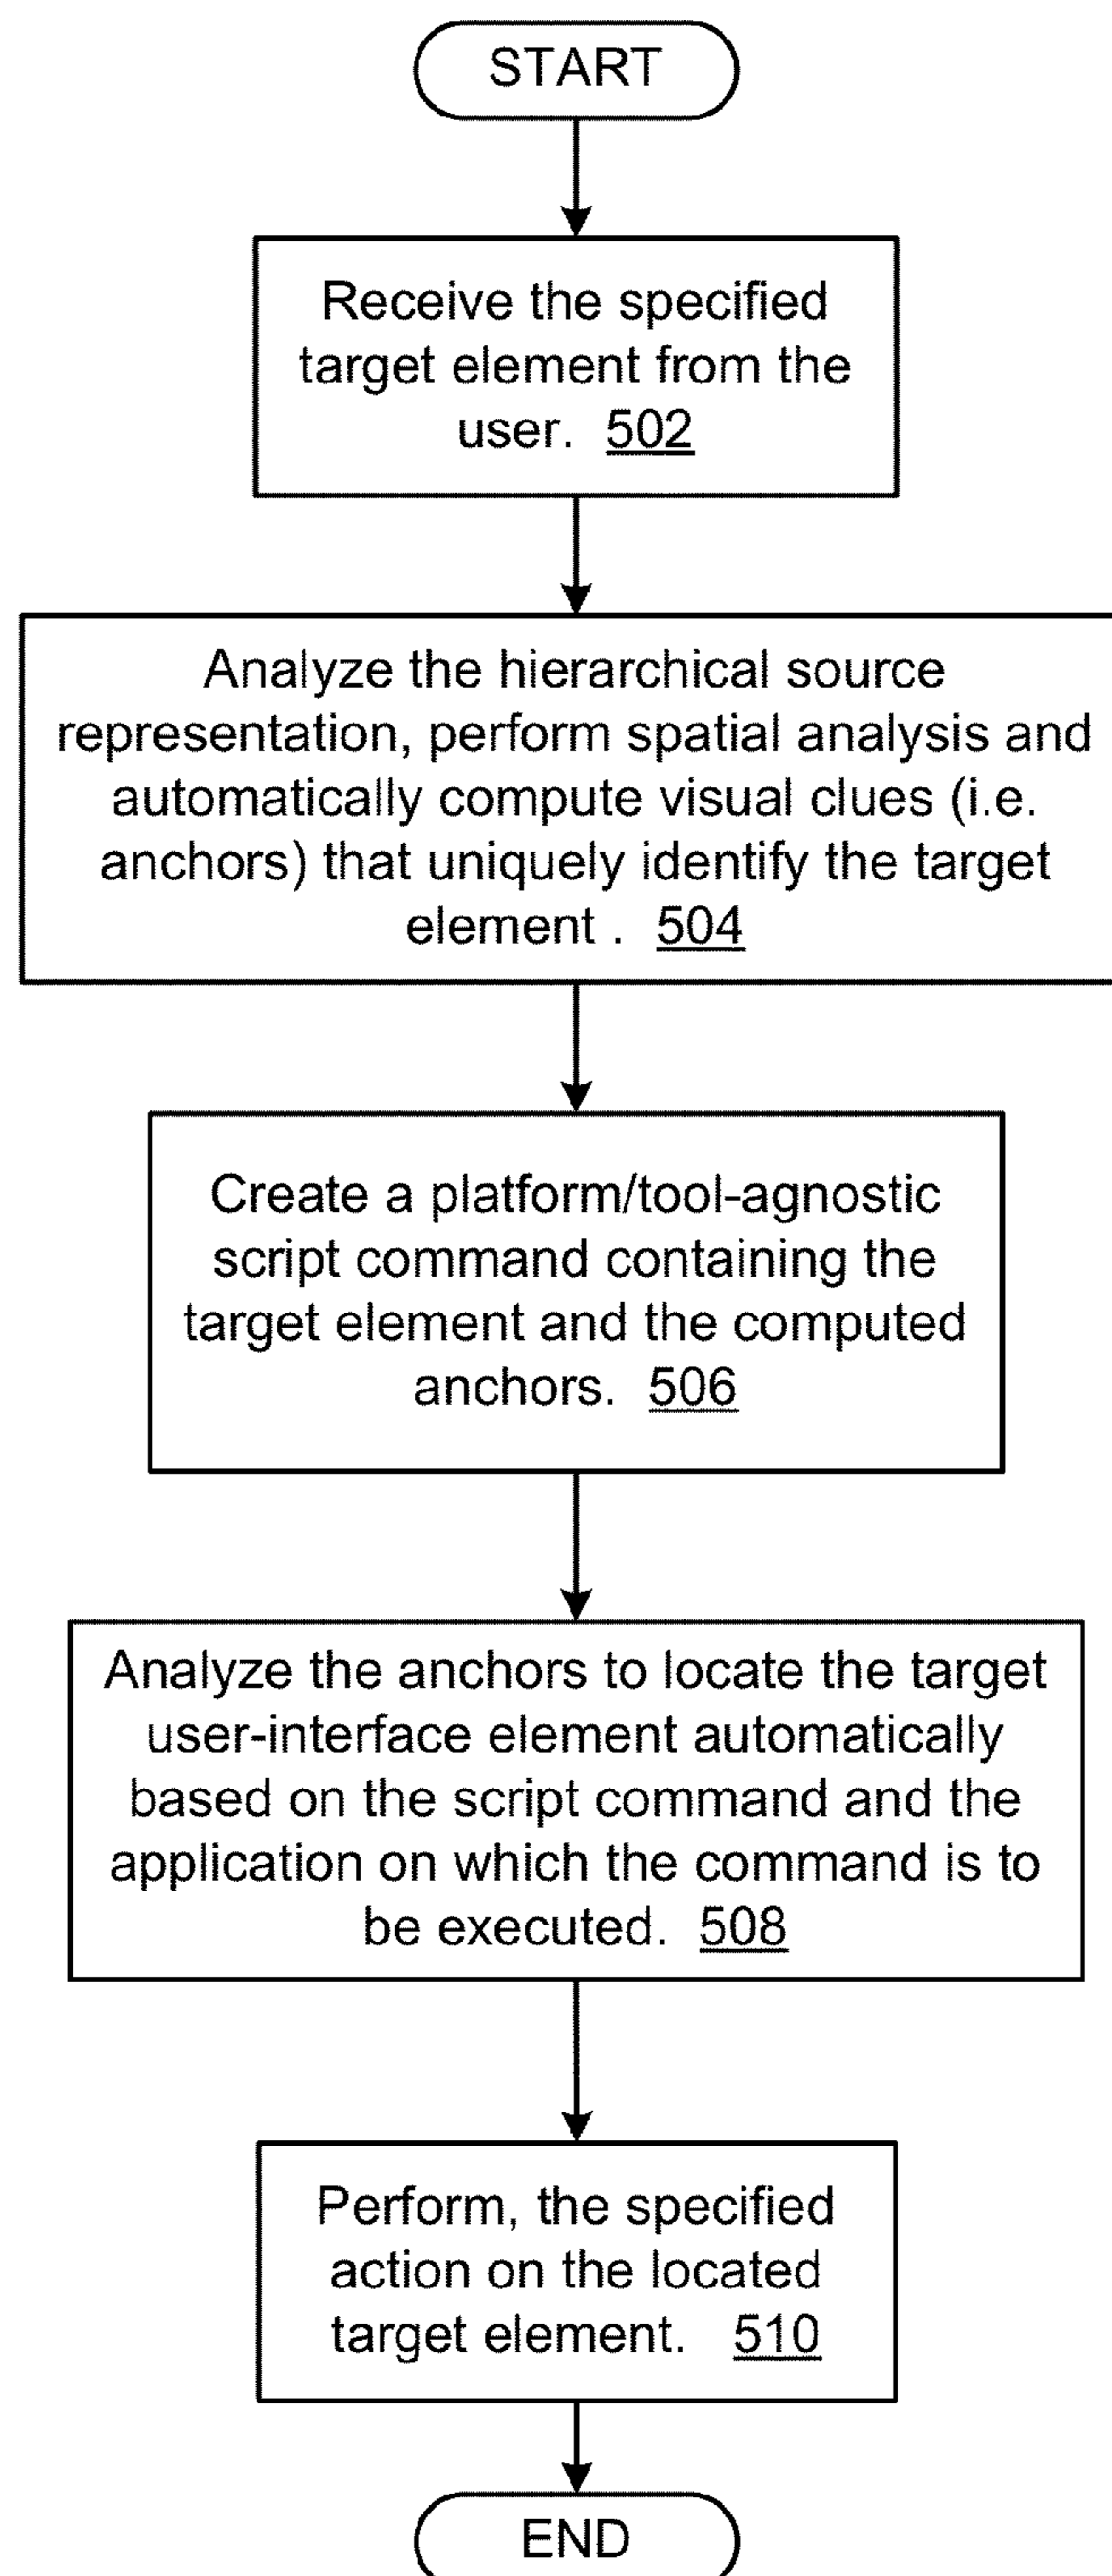 START
Receive the specified
target element from the
user. 502
Analyze the hierarchical source
representation, perform spatial analysis and
automatically compute visual clues (i.e.
anchors) that uniquely identify the target
element . 504
Create a platform/tool-agnostic
script command containing the
target element and the computed
anchors. 506
Analyze the anchors to locate the target
user-interface element automatically
based on the script command and the
application on which the command is to
be executed. 508
Perform, the specified
action on the located
target element. 510
END